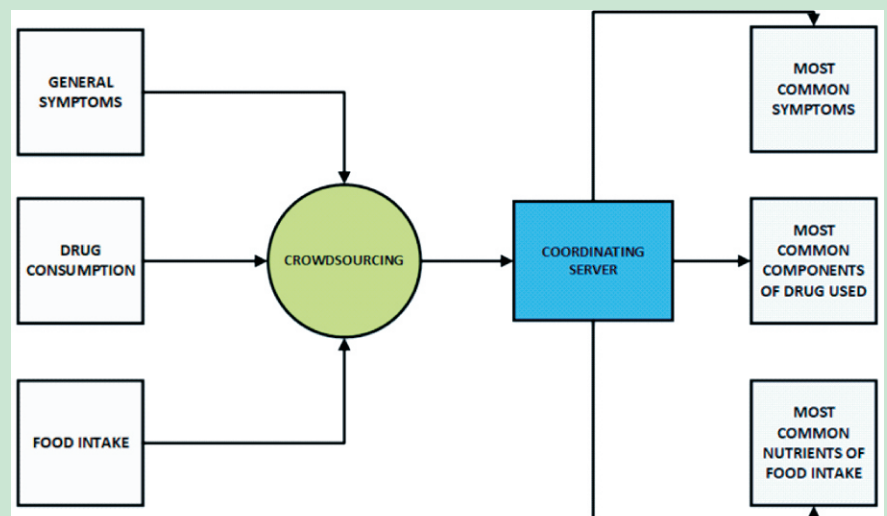 GENERAL
SYMPTOMS
DRUG
CONSUMPTION
FOOD INTAKE
CROWDSOURCING
COORDINATING
SERVER
MOST
COMMON
SYMPTOMS
MOST
COMMON
COMPONENTS
OF DRUG USED
MOST
COMMON
NUTRIENTS OF
FOOD INTAKE